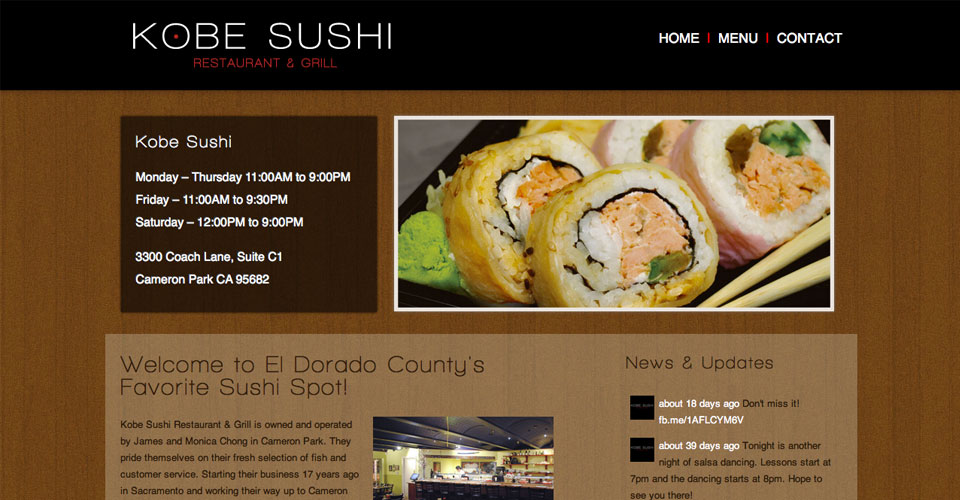 KOBE SUSHI
RESTAURANT & GRILL
HOME | MENU | CONTACT
Kobe Sushi
Monday – Thursday 11:00AM to 9:00PM
Friday – 11:00AM to 9:30PM
Saturday – 12:00PM to 9:00PM
3300 Coach Lane, Suite C1
Cameron Park CA 95682
Welcome to El Dorado County's
Favorite Sushi Spot!
Kobe Sushi Restaurant & Grill is owned and operated
by James and Monica Chong in Cameron Park. They
pride themselves on their fresh selection of fish and
customer service. Starting their business 17 years ago
in Sacramento and working their way up to Cameron
News & Updates
KOBE SUSHI
about 18 days ago Don't miss it!
fb.me/1AFLCYM6V
KOBE SUSHI
about 39 days ago Tonight is another
night of salsa dancing. Lessons start at
7pm and the dancing starts at 8pm. Hope to
see you there!